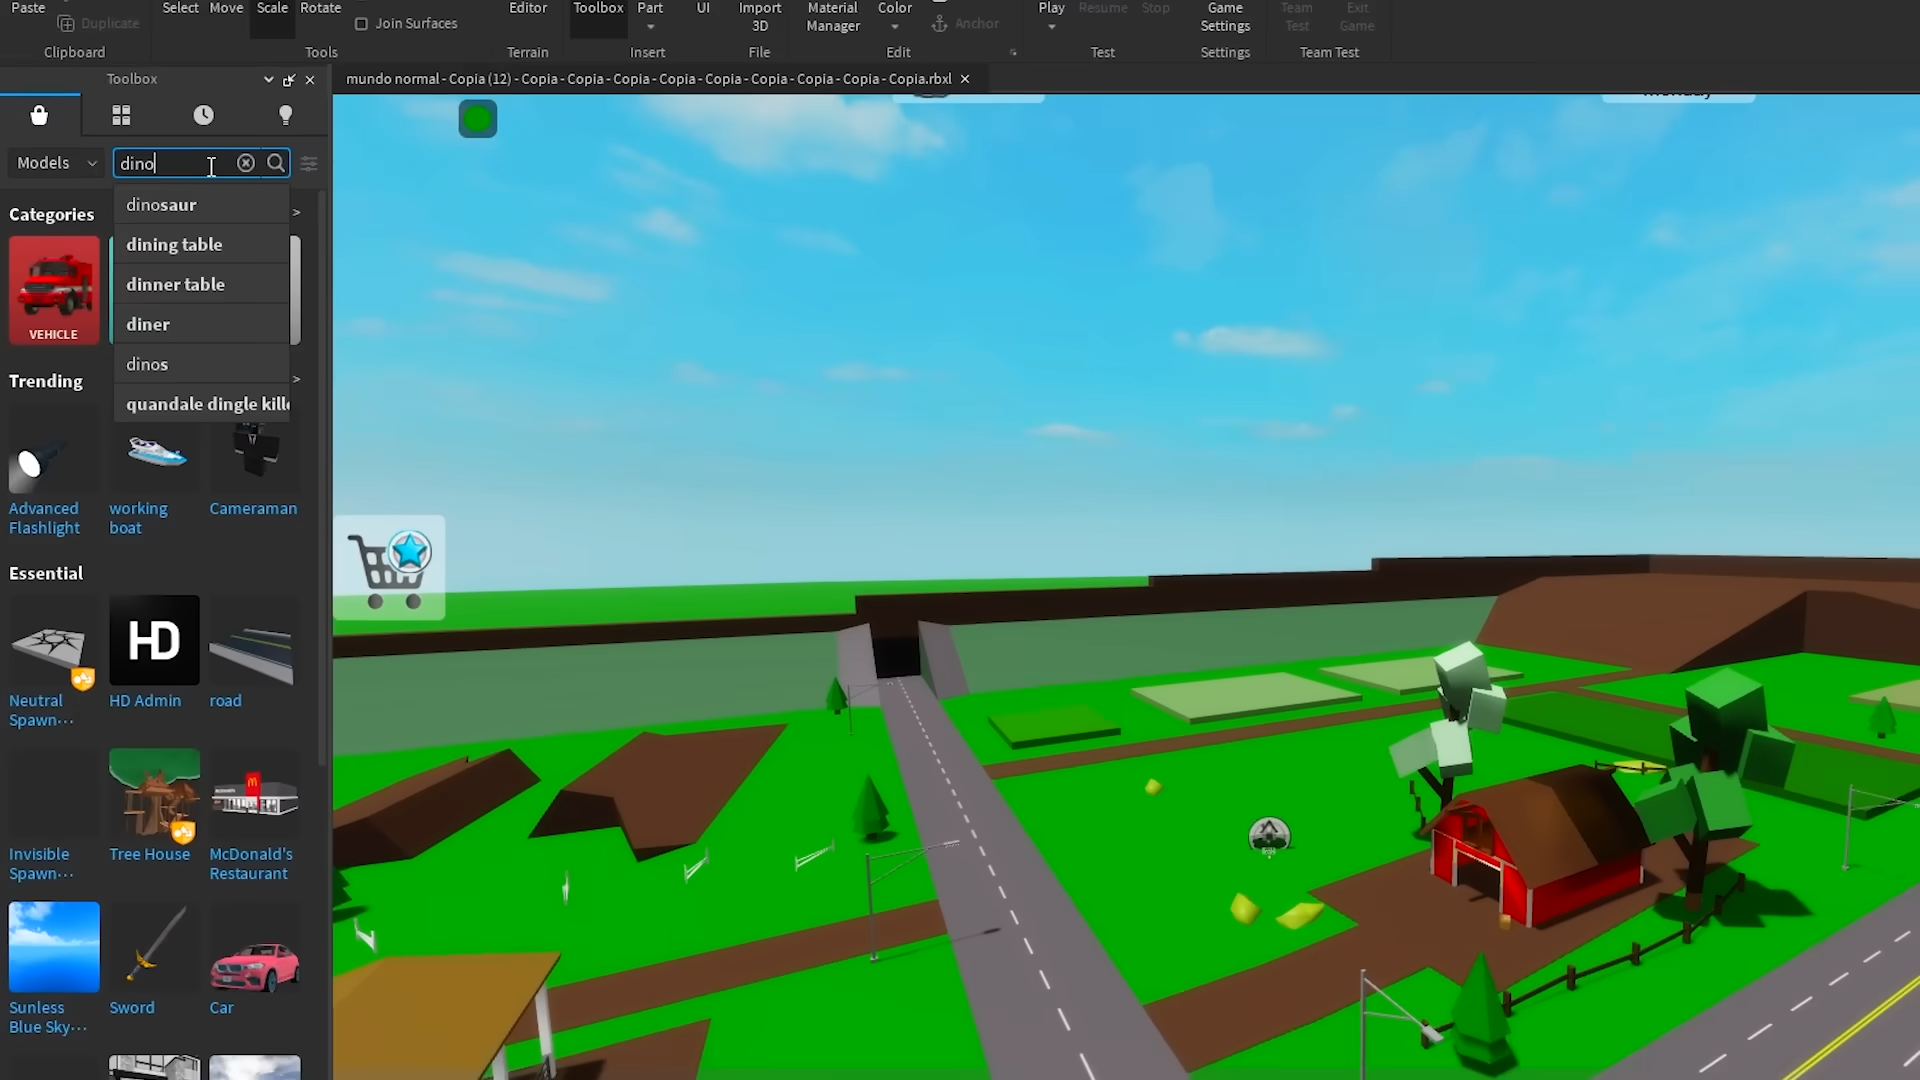 Paste
Select
Move
Scale
Rotate
Editor
Toolbox
Part
UI
Import
3D
Material
Manager
Color
Play
Resume
Stop
Game
Settings
Team
Test
Exit
Game
Duplicate
Join Surfaces
Anchor
Clipboard
Tools
Terrain
Insert
File
Edit
Test
Settings
Team Test
Toolbox
mundo normal - Copia (12) - Copia - Copia - Copia - Copia - Copia - Copia - Copia - Copia - Copia.rbxl
Models
dino
dinosaur
dining table
dinner table
diner
dinos
quandale dingle kille
Categories
VEHICLE
Trending
Advanced
Flashlight
working
boat
Cameraman
Essential
HD
Neutral
Spawn...
HD Admin
road
Invisible
Spawn...
Tree House
McDonald's
Restaurant
Sunless
Blue Sky...
Sword
Car